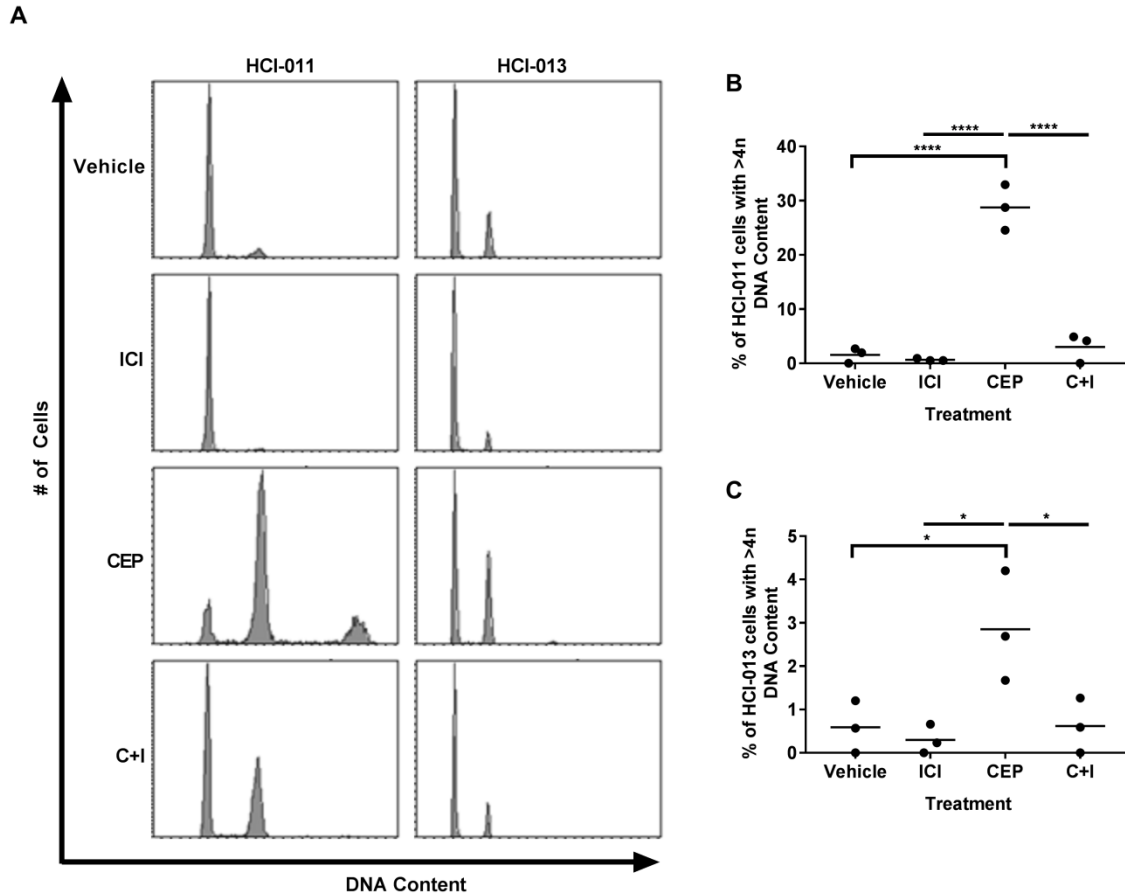 A
HCI-011
HCI-013
Vehicle
ICI
CEP
C+I
# of Cells
DNA Content
B
% of HCI-011 cells with >4n
DNA Content
40
30
20
10
0
****
****
****
Vehicle
ICI
CEP
C+I
Treatment
C
% of HCI-013 cells with >4n
DNA Content
5
4
3
2
1
0
*
*
*
Vehicle
ICI
CEP
C+I
Treatment